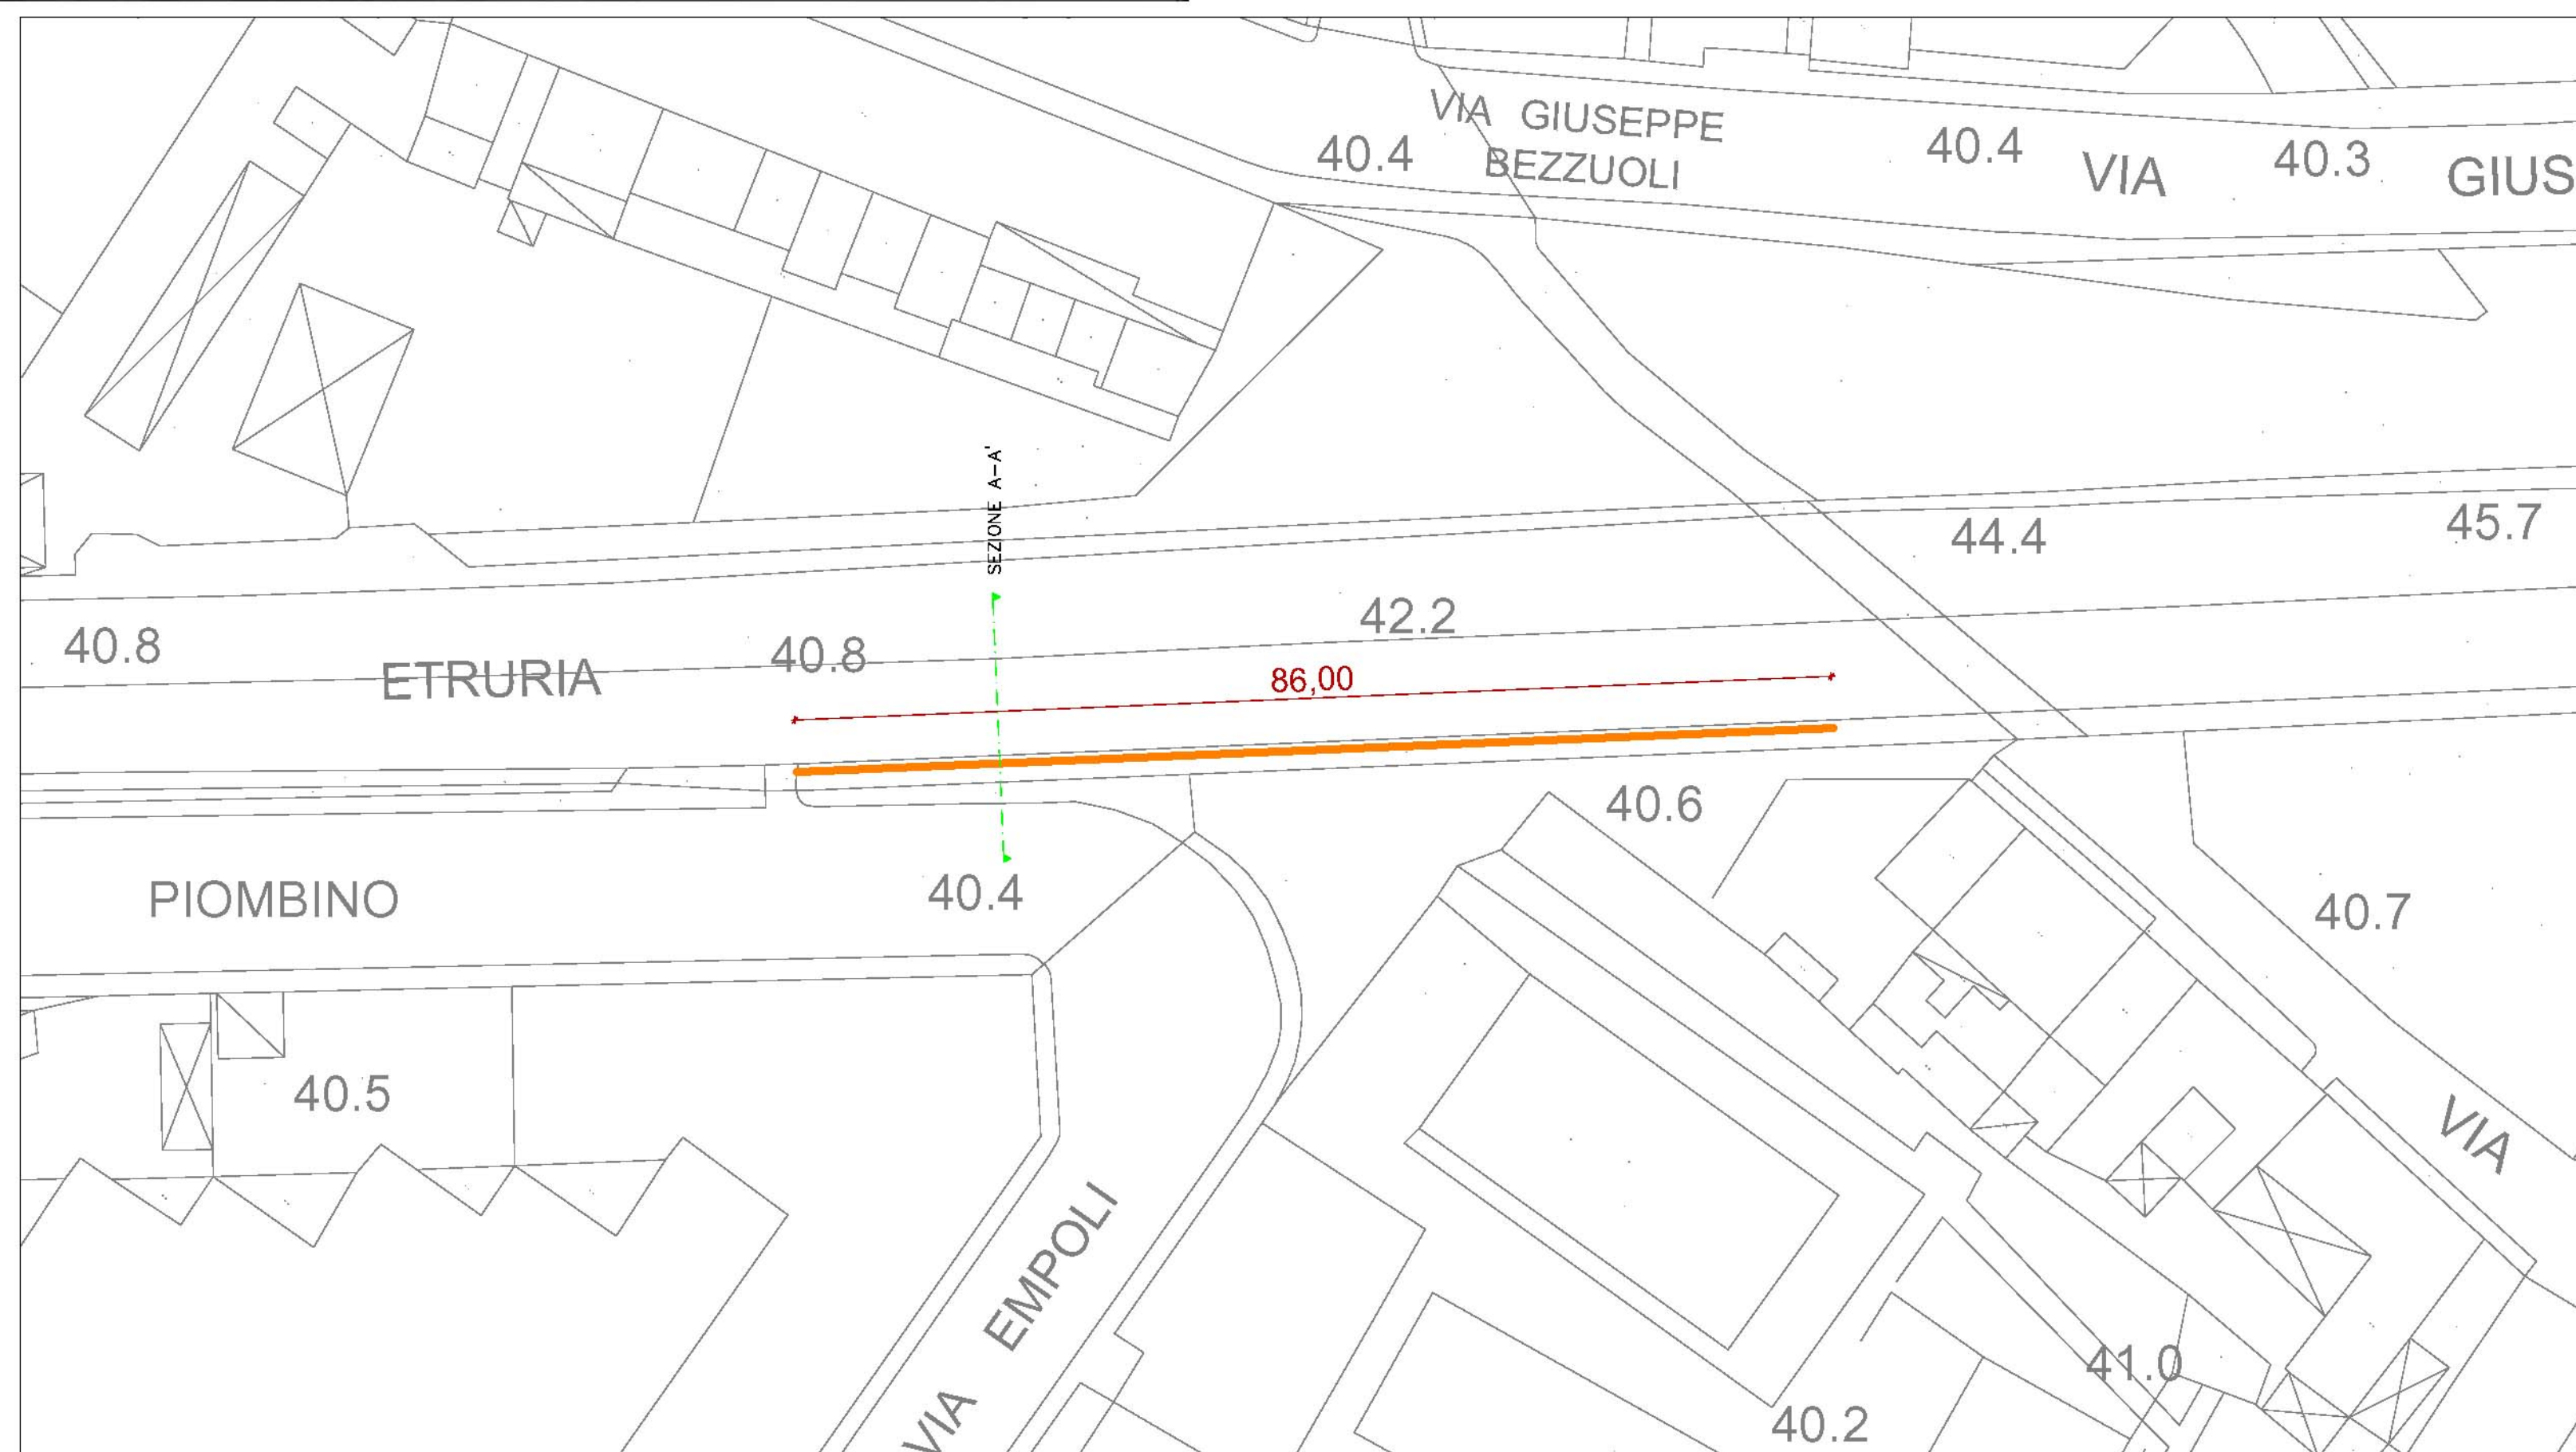 VIA GIUSEPPE
BEZZUOLI
40.4
40.4
VIA
40.3
GIUS
SEZIONE A-A'
44.4
45.7
42.2
40.8
ETRURIA
40.8
86,00
40.6
PIOMBINO
40.4
40.7
40.5
VIA
VIA EMPOLI
41.0
40.2